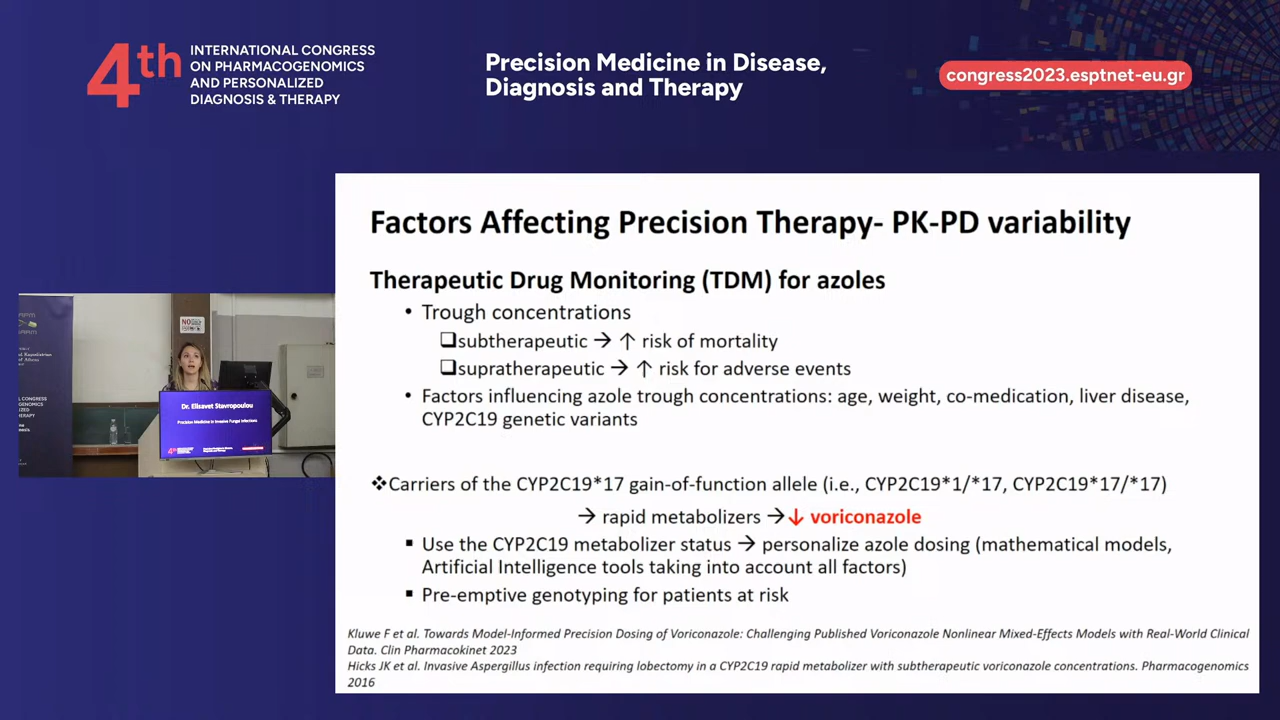 4th
INTERNATIONAL CONGRESS
ON PHARMACOGENOMICS
AND PERSONALIZED
DIAGNOSIS & THERAPY
Precision Medicine in Disease,
Diagnosis and Therapy
congress2023.esptnet-eu.gr
Factors Affecting Precision Therapy- PK-PD variability
Therapeutic Drug Monitoring (TDM) for azoles
• Trough concentrations
❑subtherapeutic → ↑ risk of mortality
❑supratherapeutic → ↑ risk for adverse events
• Factors influencing azole trough concentrations: age, weight, co-medication, liver disease,
CYP2C19 genetic variants
❖Carriers of the CYP2C19*17 gain-of-function allele (i.e., CYP2C19*1/*17, CYP2C19*17/*17)
→ rapid metabolizers →↓ voriconazole
▪ Use the CYP2C19 metabolizer status → personalize azole dosing (mathematical models,
Artificial Intelligence tools taking into account all factors)
▪ Pre-emptive genotyping for patients at risk
Kluwe F et al. Towards Model-Informed Precision Dosing of Voriconazole: Challenging Published Voriconazole Nonlinear Mixed-Effects Models with Real-World Clinical
Data. Clin Pharmacokinet 2023
Hicks JK et al. Invasive Aspergillus infection requiring lobectomy in a CYP2C19 rapid metabolizer with subtherapeutic voriconazole concentrations. Pharmacogenomics
2016
NO
Dr. Elisavet Stavropoulou
Precision Medicine in Invasive Fungal Infections
4th